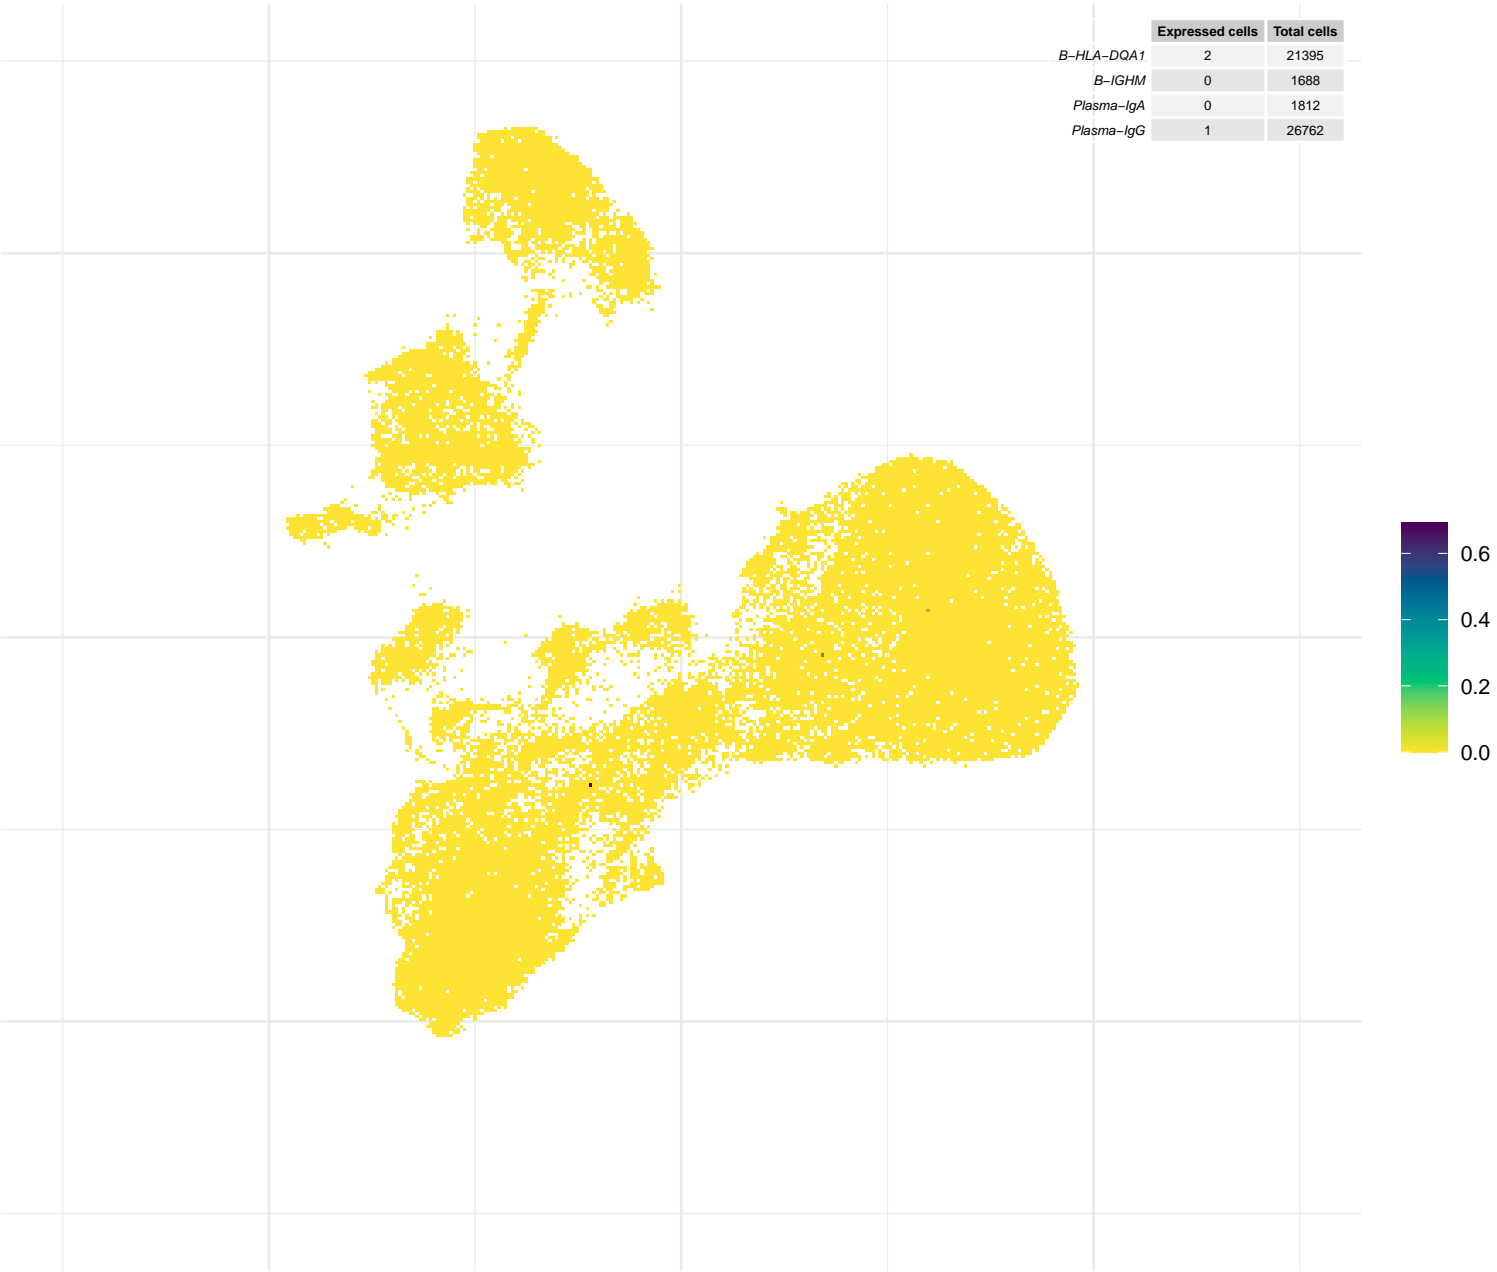 Expressed cells Total cells
B−HLA−DQA1 2 21395
B−IGHM 0 1688
Plasma−IgA 0 1812
Plasma−IgG 1 26762
0.6
0.4
0.2
0.0